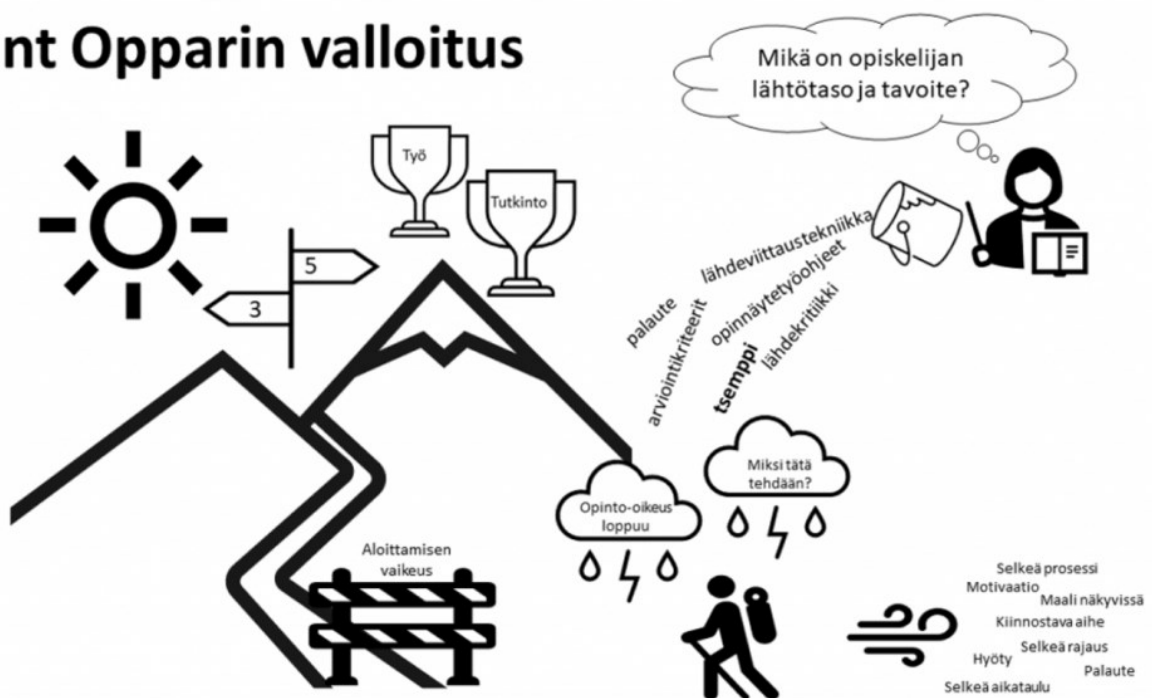 nt Opparin valloitus
Mikä on opiskelijan
lähtötaso ja tavoite?
Työ
Tutkinto
5
3
lähdeviittaustekniikka
palaute
arviointikriteerit
opinnäytetyöohjeet
tsemppi
lähdekritiikki
Miksi tätä
tehdään?
Opinto-oikeus
loppuu
Aloittamisen
vaikeus
Selkeä prosessi
Motivaatio
Maali näkyvissä
Kiinnostava aihe
Selkeä rajaus
Hyöty
Palaute
Selkeä aikataulu